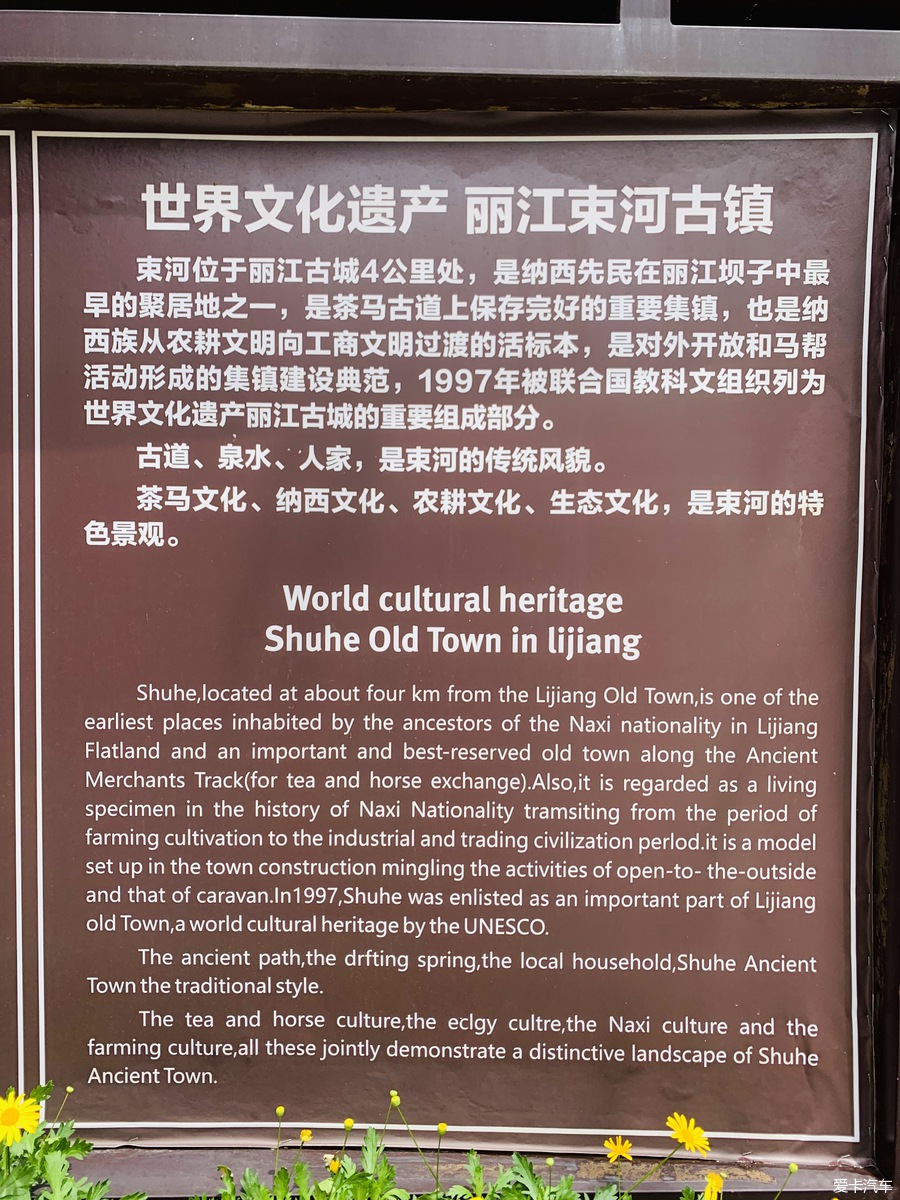 世界文化遗产 丽江束河古镇
束河位于丽江古城4公里处，是纳西先民在丽江坝子中最
早的聚居地之一，是茶马古道上保存完好的重要集镇，也是纳
西族从农耕文明向工商文明过渡的活标本，是对外开放和马帮
活动形成的集镇建设典范，1997年被联合国教科文组织列为
世界文化遗产丽江古城的重要组成部分。
古道、泉水、人家，是束河的传统风貌。
茶马文化、纳西文化、农耕文化、生态文化，是束河的特
色景观。
World cultural heritage
Shuhe Old Town in lijiang
Shuhe,located at about four km from the Lijiang Old Town,is one of the
earliest places inhabited by the ancestors of the Naxi nationality in Lijiang
Flatland and an important and best-reserved old town along the Ancient
Merchants Track(for tea and horse exchange).Also,it is regarded as a living
specimen in the history of Naxi Nationality tramsiting from the period of
farming cultivation to the industrial and trading civilization perlod.it is a model
set up in the town construction mingling the activities of open-to- the-outside
and that of caravan.In1997,Shuhe was enlisted as an important part of Lijiang
old Town,a world cultural heritage by the UNESCO.
The ancient path,the drfting spring,the local household,Shuhe Ancient
Town the traditional style.
The tea and horse culture,the eclgy cultre,the Naxi culture and the
farming culture,all these jointly demonstrate a distinctive landscape of Shuhe
Ancient Town.
爱卡汽车